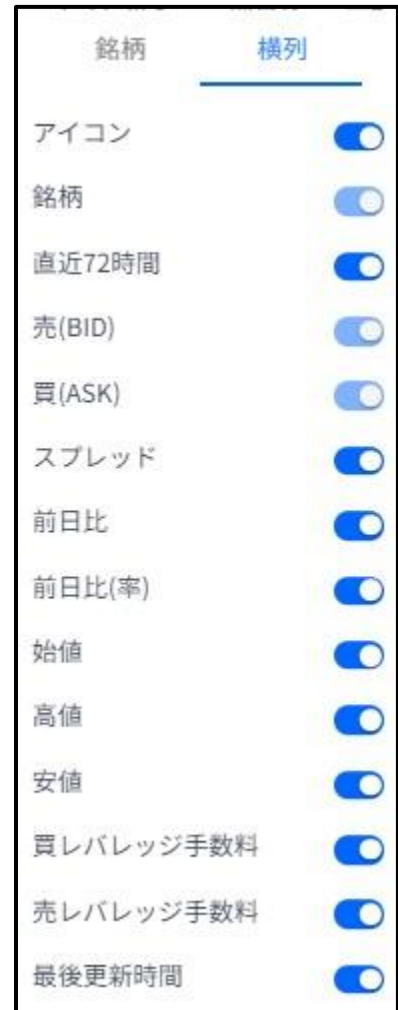 銘柄 横列
アイコン
銘柄
直近72時間
売(BID)
買(ASK)
スプレッド
前日比
前日比(率)
始値
高値
安値
買レバレッジ手数料
売レバレッジ手数料
最後更新時間